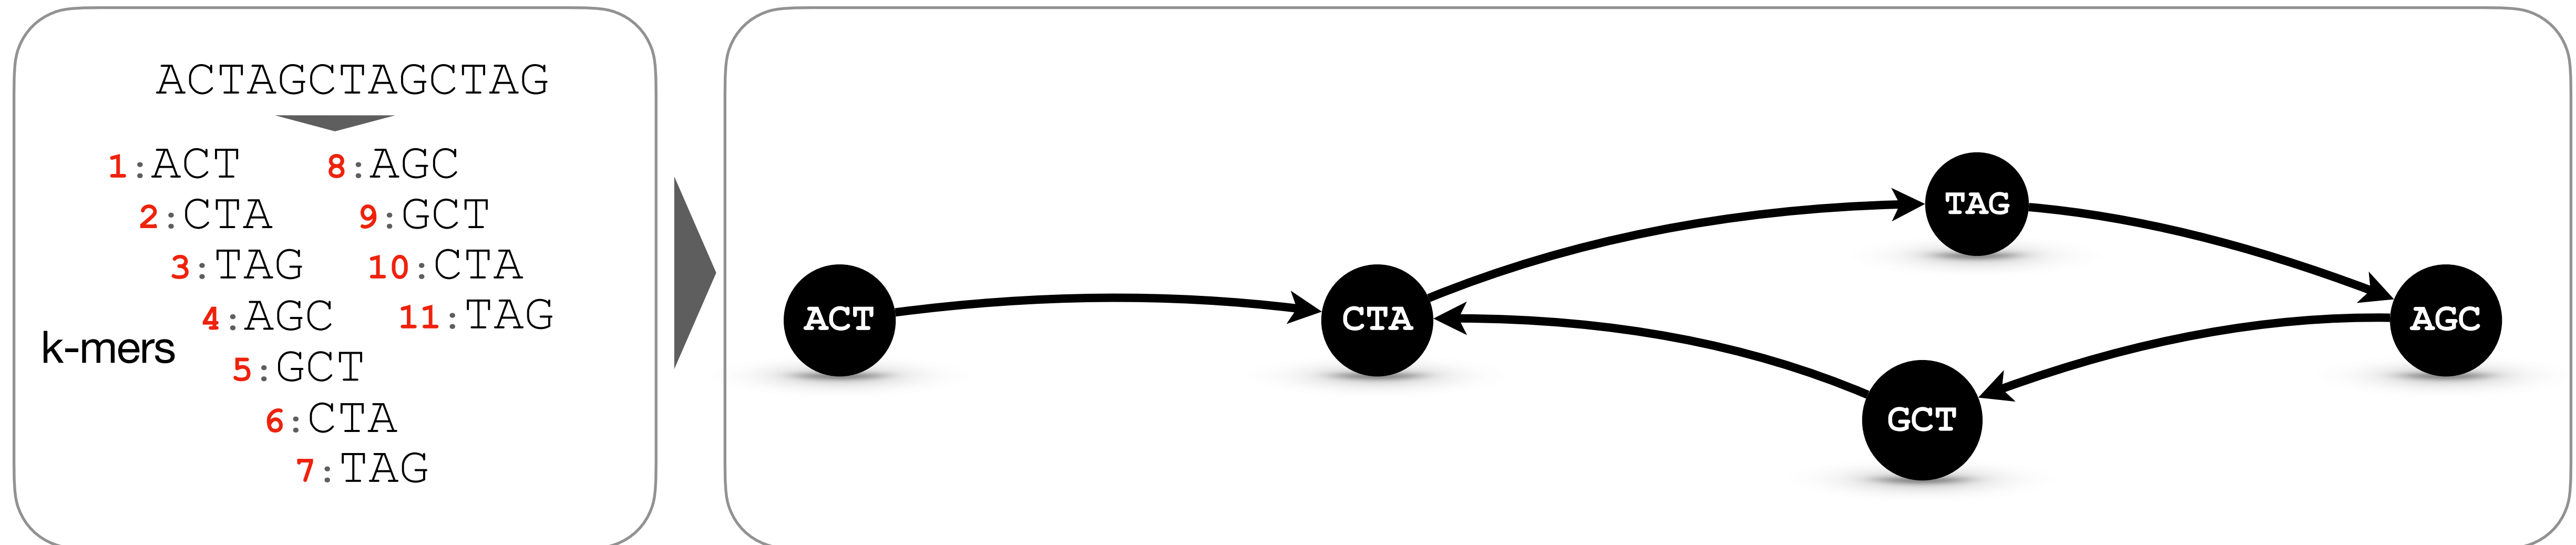 ACTAGCTAGCTAG
1:ACT
2:CTA
3:TAG
4:AGC
k-mers
5:GCT
6:CTA
7:TAG
8:AGC
9:GCT
10:CTA
11:TAG
ACT
CTA
TAG
AGC
GCT